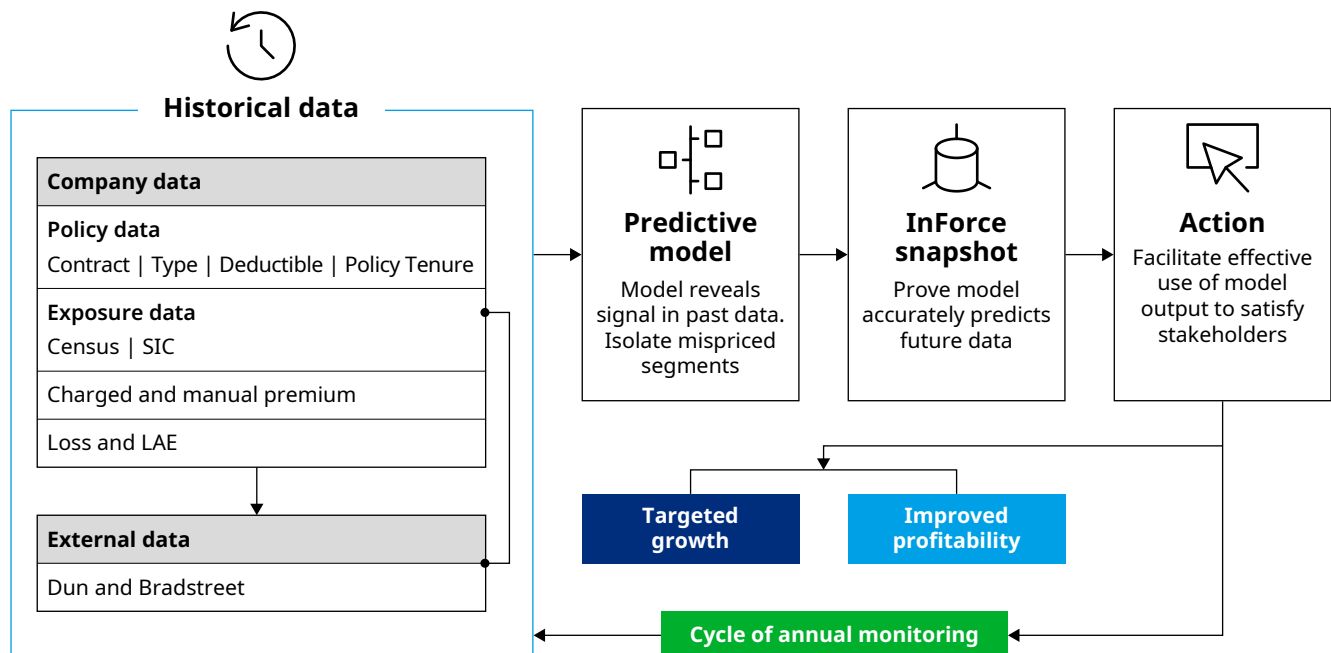 Historical data
Company data
Policy data
Contract | Type | Deductible | Policy Tenure
Exposure data
Census | SIC
Charged and manual premium
Loss and LAE
External data
Dun and Bradstreet
Predictive
model
Model reveals
signal in past data.
Isolate mispriced
segments
InForce
snapshot
Prove model
accurately predicts
future data
Action
Facilitate effective
use of model
output to satisfy
stakeholders
Targeted
growth
Improved
profitability
Cycle of annual monitoring